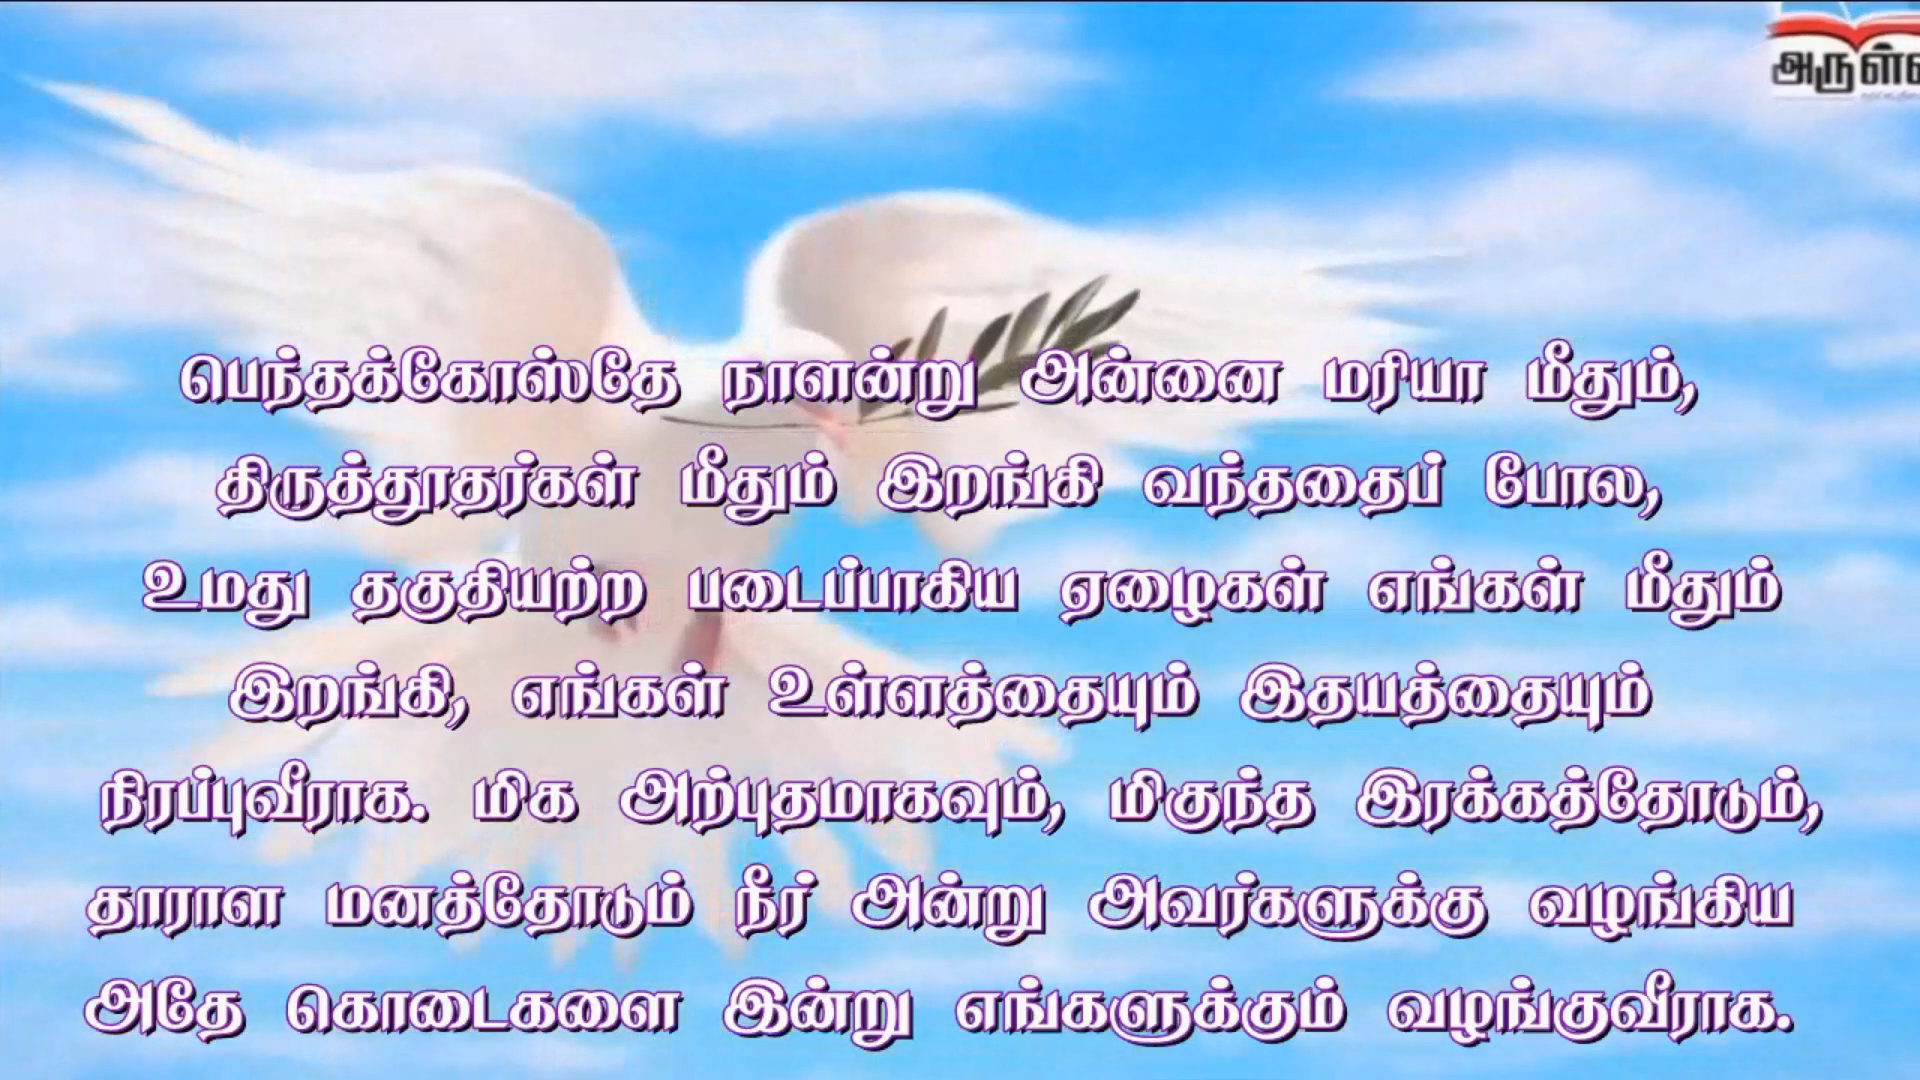 பெந்தக்கோஸ்தே நாளன்று அன்னை மரியா மீதும்,
திருத்தூதர்கள் மீதும் இறங்கி வந்ததைப் போல,
உமது தகுதியற்ற படைப்பாகிய ஏழைகள் எங்கள் மீதும்
இறங்கி, எங்கள் உள்ளத்தையும் இதயத்தையும்
நிரப்புவீராக. மிக அற்புதமாகவும், மிகுந்த இரக்கத்தோடும்,
தாராள மனத்தோடும் நீர் அன்று அவர்களுக்கு வழங்கிய
அதே கொடைகளை இன்று எங்களுக்கும் வழங்குவீராக.